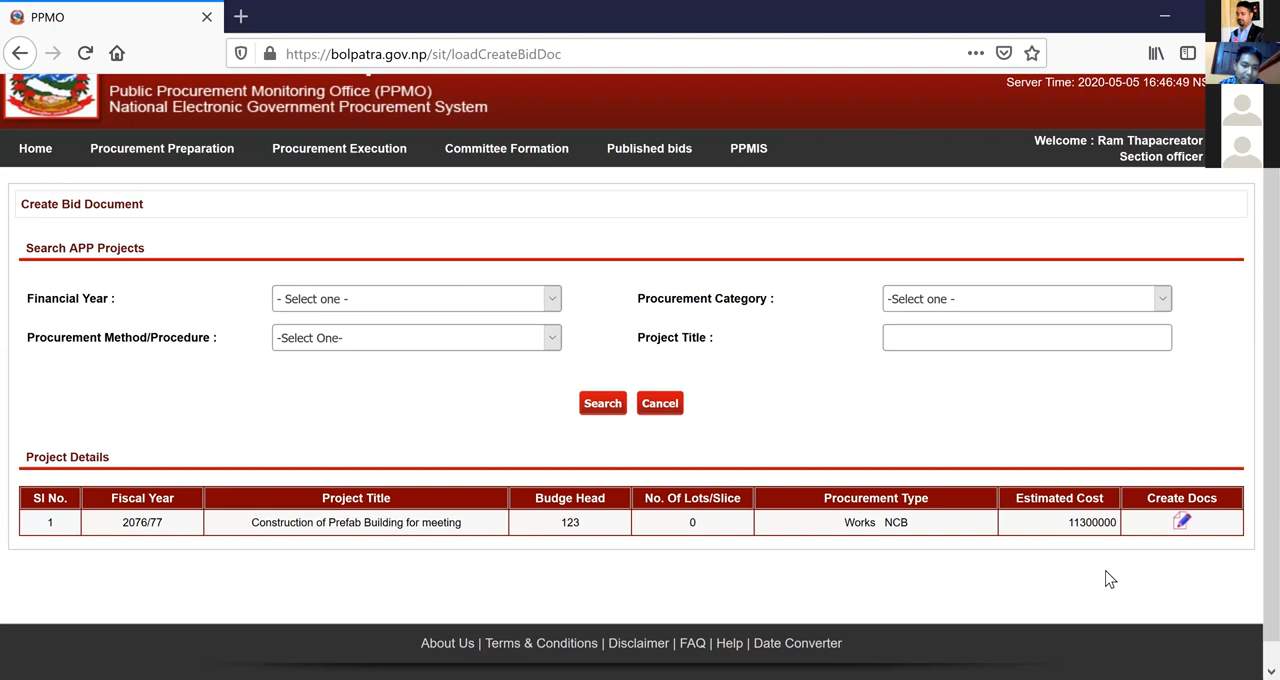 PPMO
https://bolpatra.gov.np/sit/loadCreateBidDoc
Public Procurement Monitoring Office (PPMO)
National Electronic Government Procurement System
Server Time: 2020-05-05 16:46:49
Home Procurement Preparation Procurement Execution Committee Formation Published bids PPMIS
Welcome : Ram Thapacreator
Section officer
Create Bid Document
Search APP Projects
Financial Year : - Select one - Procurement Category : -Select one -
Procurement Method/Procedure : -Select One- Project Title :
Search Cancel
Project Details
Sl No. Fiscal Year Project Title Budge Head No. Of Lots/Slice Procurement Type Estimated Cost Create Docs
1 2076/77 Construction of Prefab Building for meeting 123 0 Works NCB 11300000
About Us | Terms & Conditions | Disclaimer | FAQ | Help | Date Converter